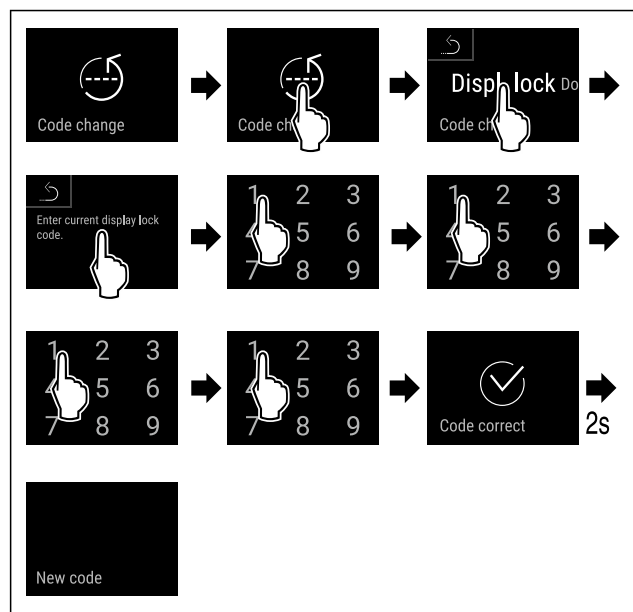 Code change
Code ch
Displ lock Do
Code ch
Enter current display lock
code.
1 2 3
4 5 6
7 8 9
1 2 3
4 5 6
7 8 9
1 2 3
4 5 6
7 8 9
1 2 3
4 5 6
7 8 9
Code correct
2s
New code